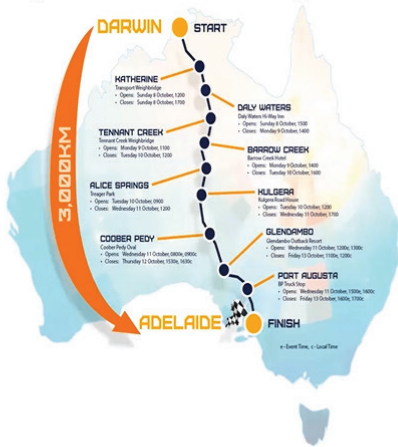 DARWIN
START
KATHERINE
Transport Weighbridge
• Opens: Sunday 8 October, 1200
• Closes: Sunday 8 October, 1700
DALY WATERS
Daly Waters Hi-Way Inn
• Opens: Sunday 8 October, 1500
• Closes: Monday 9 October, 1400
TENNANT CREEK
Tennant Creek Weighbridge
• Opens: Monday 9 October, 1100
• Closes: Tuesday 10 October, 1200
BARROW CREEK
Barrow Creek Hotel
• Opens: Monday 9 October, 1400
• Closes: Tuesday 10 October, 1600
ALICE SPRINGS
Trnager Park
• Opens: Tuesday 10 October, 0900
• Closes: Wednesday 11 October, 1200
KULGERA
Kulgera Road House
• Opens: Tuesday 10 October, 1200
• Closes: Wednesday 11 October, 1700
COOBER PEDY
Coober Pedy Oval
• Opens: Wednesday 11 October, 0800e, 0900c
• Closes: Thursday 12 October, 1530e, 1630c
GLENDAMBO
Glendambo Outback Resort
• Opens: Wednesday 11 October, 1200e, 1300c
• Closes: Friday 13 October, 1100e, 1200c
PORT AUGUSTA
BP Truck Stop
• Opens: Wednesday 11 October, 1500e, 1600c
• Closes: Friday 13 October, 1600e, 1700c
3,000KM
ADELAIDE
FINISH
e - Event Time, c - Local Time